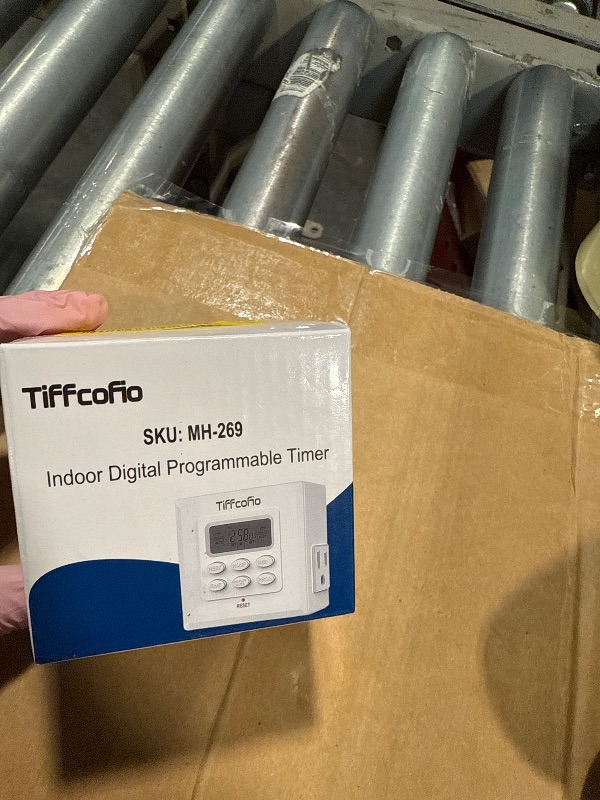 Tiffcofio
SKU: MH-269
Indoor Digital Programmable Timer
Tiffcofio
RESET